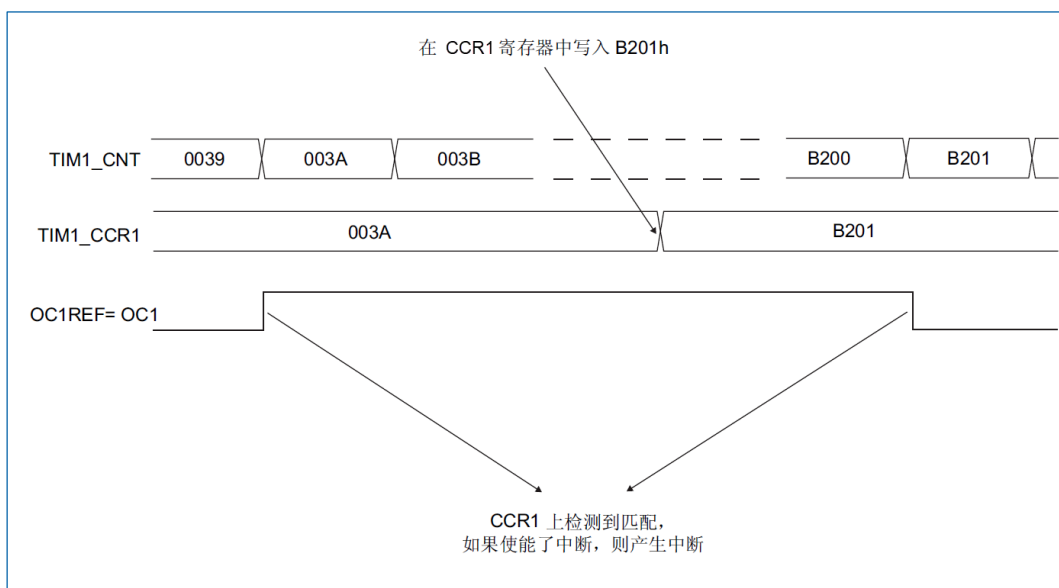 在 CCR1 寄存器中写入 B201h
TIM1_CNT 0039 003A 003B B200 B201
TIM1_CCR1 003A B201
OC1REF= OC1
CCR1 上检测到匹配,
如果使能了中断，则产生中断